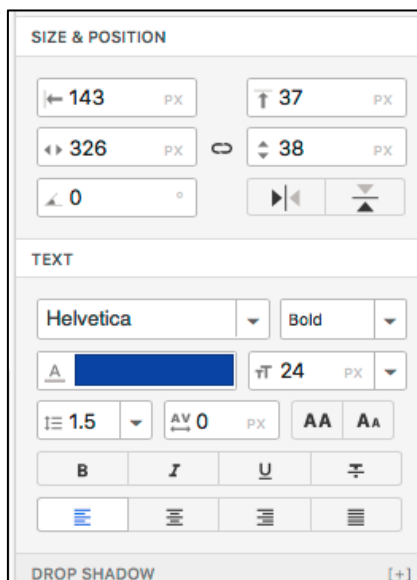 SIZE & POSITION
143 PX 37 PX
326 PX 38 PX
0 °
TEXT
Helvetica Bold
A 24 PX
1.5 AV 0 PX AA AA
B I U T
DROP SHADOW [+]